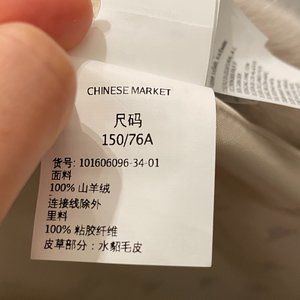 CHINESE MARKET
尺码
150/76A
货号: 101606096-34-01
面料
100% 山羊绒
连接线除外
里料
100% 粘胶纤维
皮草部分：水貂毛皮